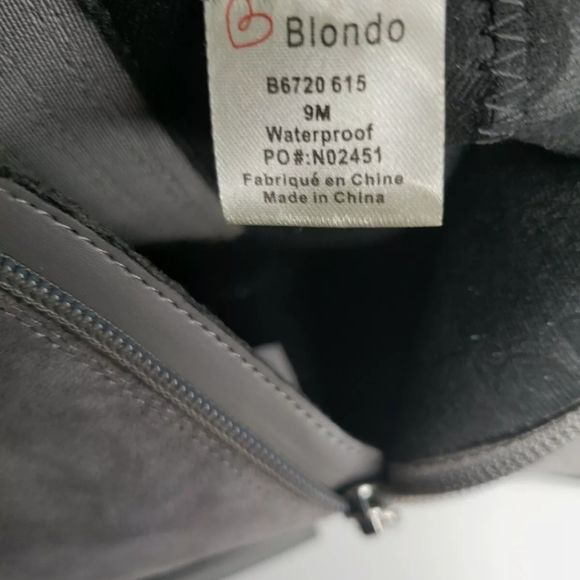 Blondo
B6720 615
9M
Waterproof
PO#:N02451
Fabriqué en Chine
Made in China